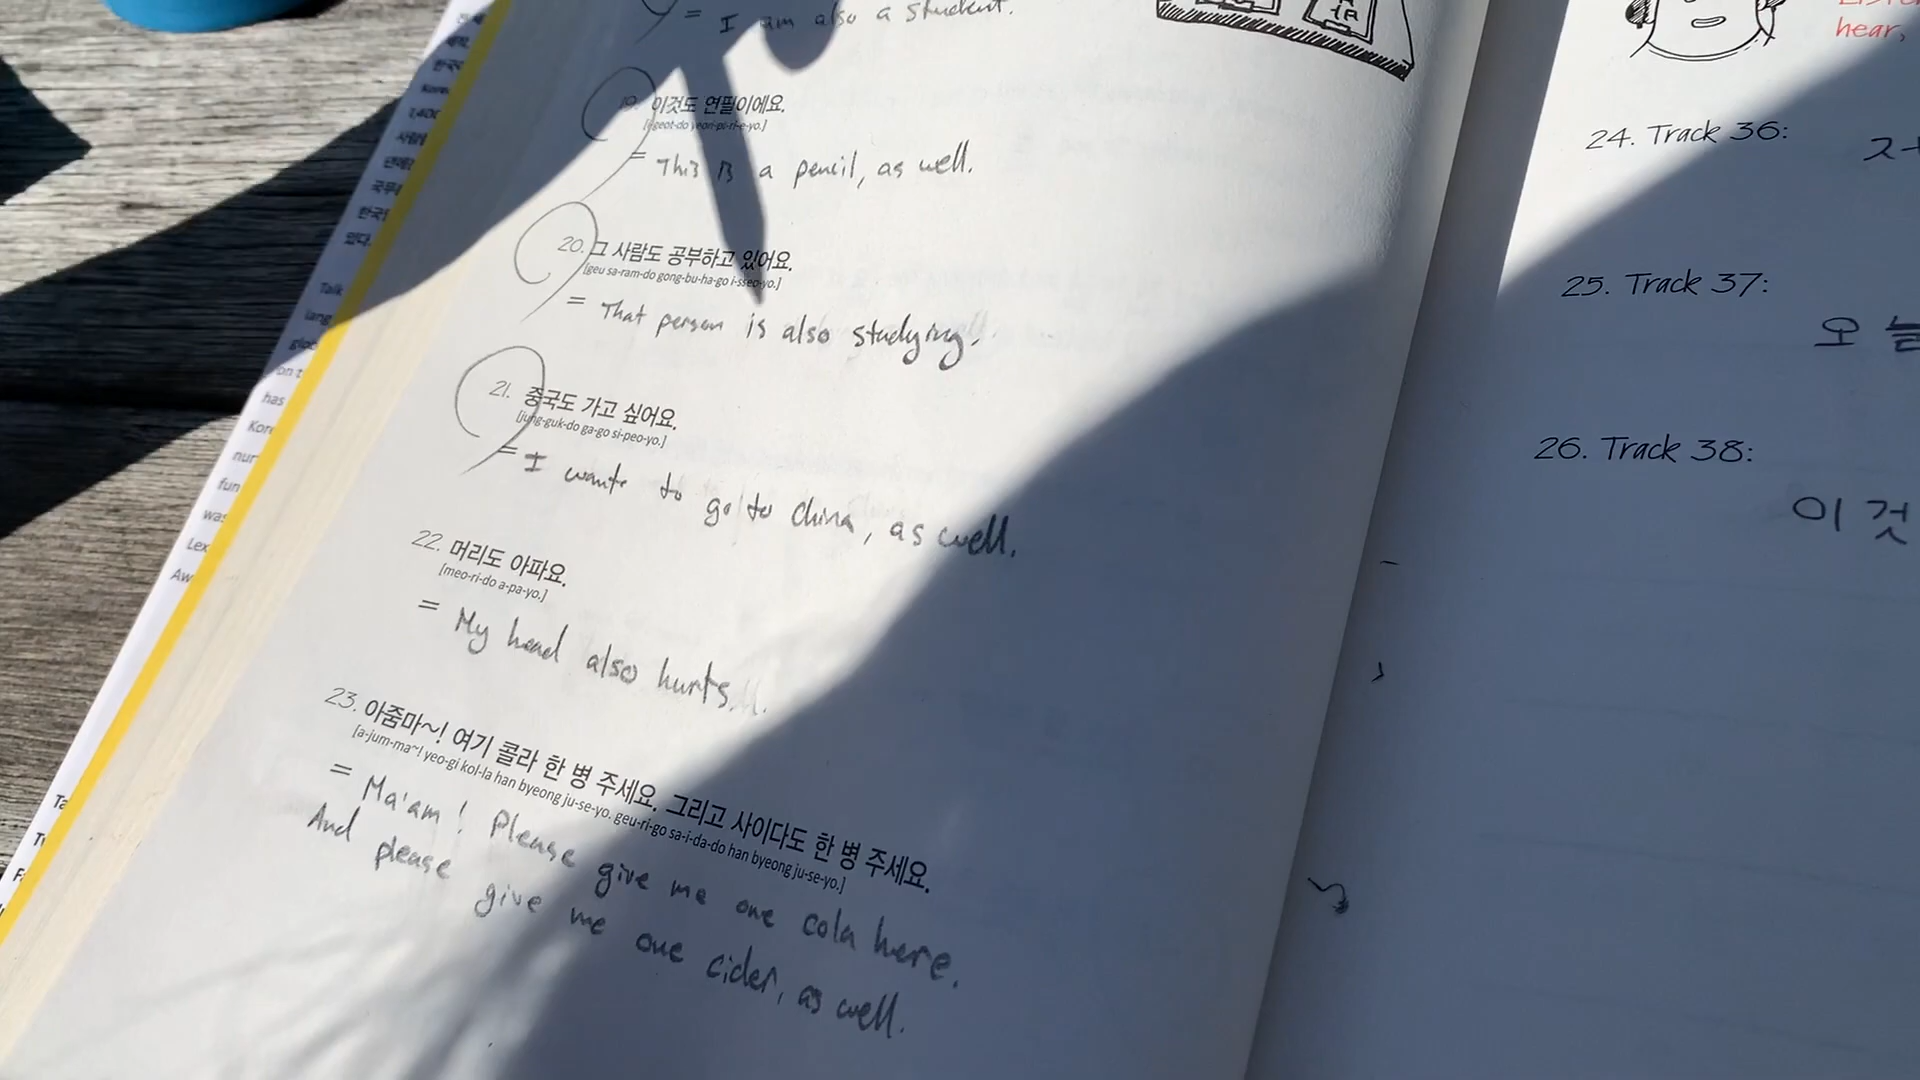 = I am also a student.
19. 이것도 연필이에요.
[i-geot-do yeon-pi-ri-e-yo.]
= This is a pencil, as well.
20. 그 사람도 공부하고 있어요.
[geu sa-ram-do gong-bu-ha-go i-sseo-yo.]
= That person is also studying.
21. 중국도 가고 싶어요.
[jung-guk-do ga-go si-peo-yo.]
= I want to go to China, as well.
22. 머리도 아파요.
[meo-ri-do a-pa-yo.]
= My head also hurts.
23. 아줌마~! 여기 콜라 한 병 주세요. 그리고 사이다도 한 병 주세요.
[a-jum-ma~! yeo-gi kol-la han byeong ju-se-yo. geu-ri-go sa-i-da-do han byeong ju-se-yo.]
= Ma'am! Please give me one cola here.
And please give me one cider, as well.
hear,
24. Track 36:
25. Track 37:
오늘
26. Track 38:
이것